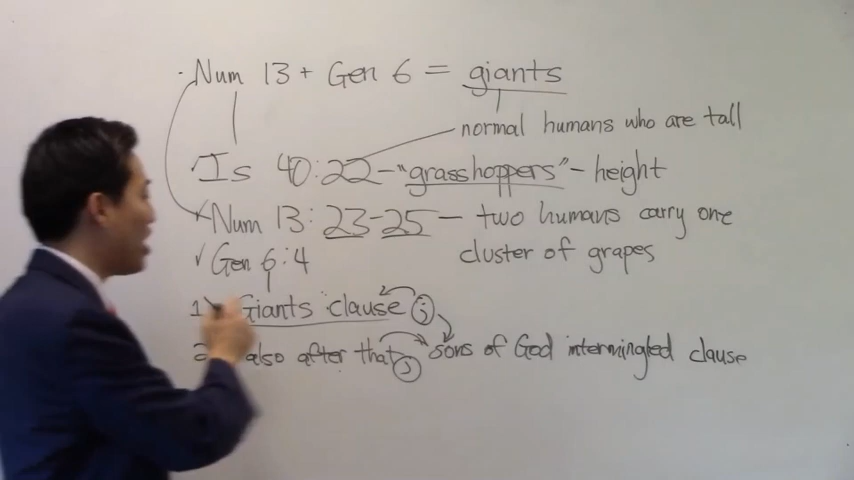 · Num 13 + Gen 6 = giants
normal humans who are tall
✓ Is 40:22 - "grasshoppers" - height
✓ Num 13: 23-25 - two humans carry one
cluster of grapes
✓ Gen 6:4
1) Giants clause ;
also after that ; sons of God intermingled clause